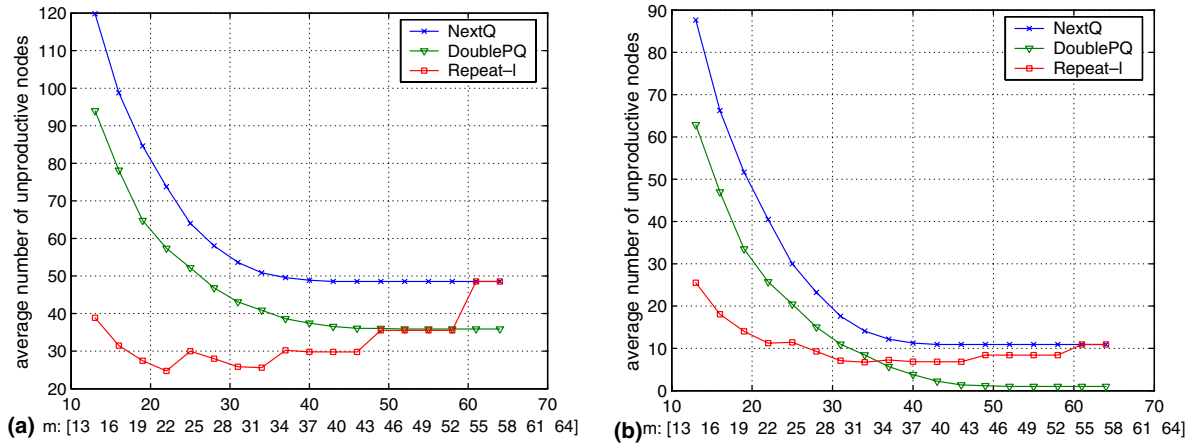 120
110
100
90
80
70
60
50
40
30
20
average number of unproductive nodes
NextQ
DoublePQ
Repeat–I
10 20 30 40 50 60 70
(a) m: [13 16 19 22 25 28 31 34 37 40 43 46 49 52 55 58 61 64]
90
80
70
60
50
40
30
20
10
0
average number of unproductive nodes
NextQ
DoublePQ
Repeat–I
10 20 30 40 50 60 70
(b) m: [13 16 19 22 25 28 31 34 37 40 43 46 49 52 55 58 61 64]